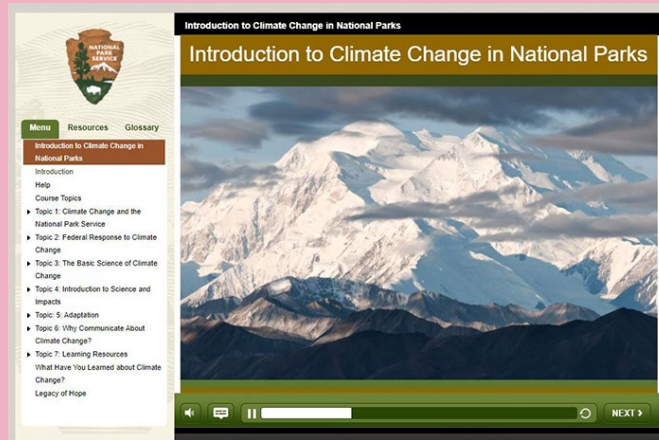 Introduction to Climate Change in National Parks
NATIONAL
PARK
SERVICE
Introduction to Climate Change in National Parks
Menu Resources Glossary
Introduction to Climate Change in
National Parks
Introduction
Help
Course Topics
Topic 1: Climate Change and the
National Park Service
Topic 2: Federal Response to Climate
Change
Topic 3: The Basic Science of Climate
Change
Topic 4: Introduction to Science and
Impacts
Topic: 5: Adaptation
Topic 6: Why Communicate About
Climate Change?
Topic 7: Learning Resources
What Have You Learned about Climate
Change?
Legacy of Hope
NEXT